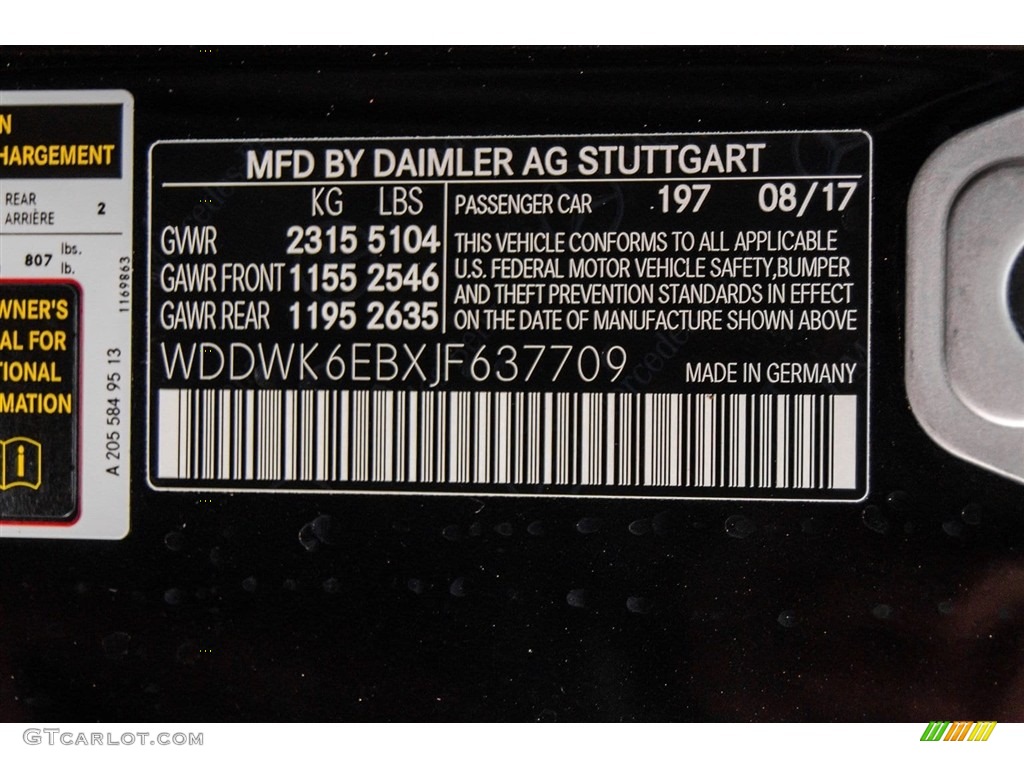 N
HARGEMENT
REAR
ARRIÈRE 2
807 lbs.
lb.
WNER'S
AL FOR
TIONAL
MATION
i
1169863
A 205 584 95 13
MFD BY DAIMLER AG STUTTGART
KG LBS
GVWR 2315 5104
GAWR FRONT 1155 2546
GAWR REAR 1195 2635
PASSENGER CAR 197 08/17
THIS VEHICLE CONFORMS TO ALL APPLICABLE
U.S. FEDERAL MOTOR VEHICLE SAFETY,BUMPER
AND THEFT PREVENTION STANDARDS IN EFFECT
ON THE DATE OF MANUFACTURE SHOWN ABOVE
WDDWK6EBXJF637709
MADE IN GERMANY
GTCARLOT.COM